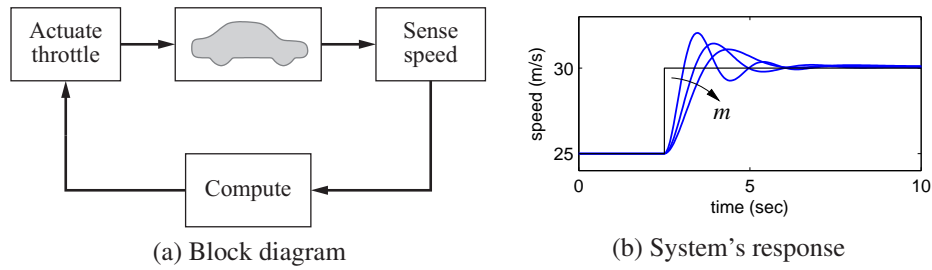 Actuate
throttle
Sense
speed
Compute
(a) Block diagram
speed (m/s)
30
25
m
0
5
10
time (sec)
(b) System’s response